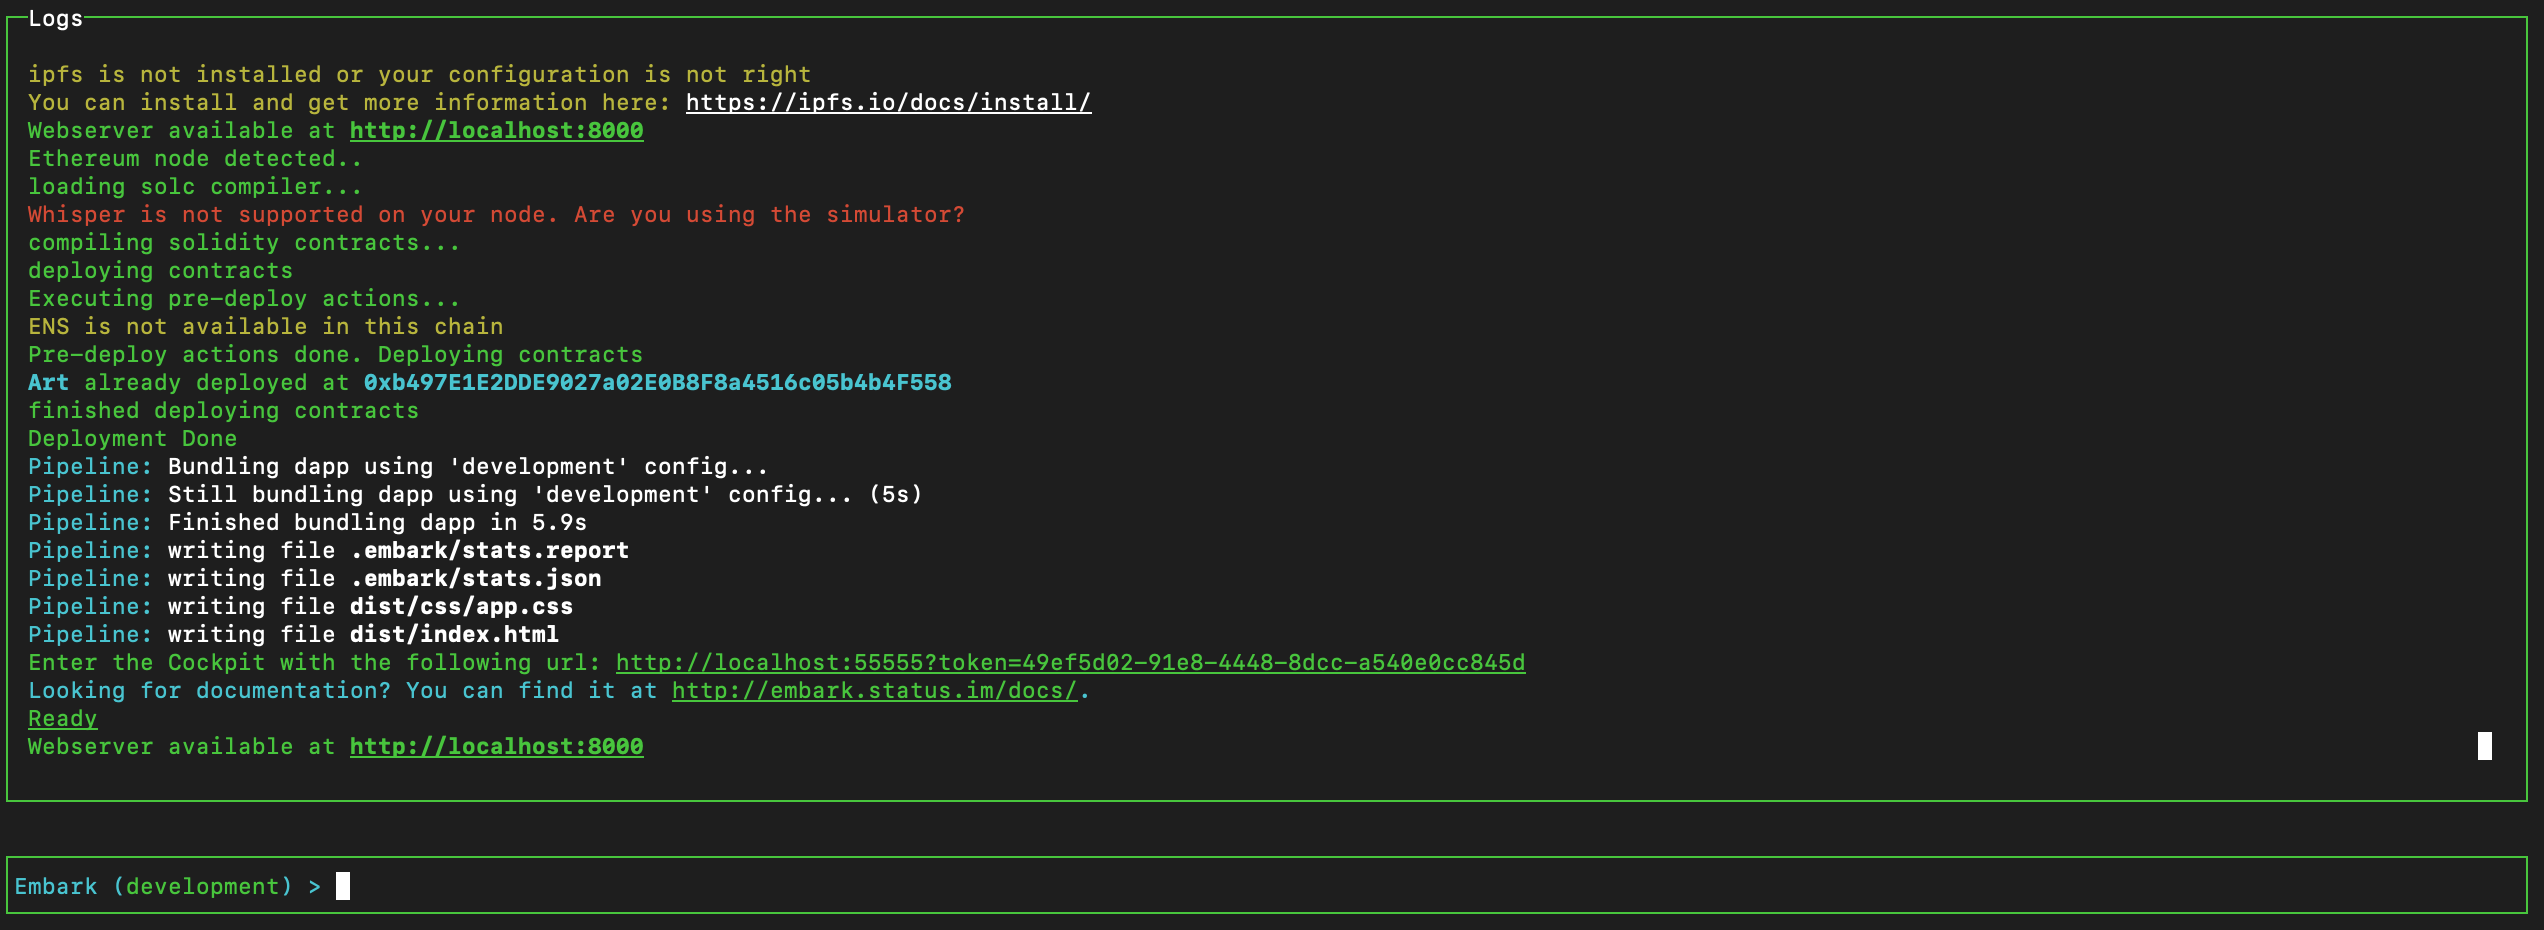 Logs
ipfs is not installed or your configuration is not right
You can install and get more information here: https://ipfs.io/docs/install/
Webserver available at http://localhost:8000
Ethereum node detected..
loading solc compiler...
Whisper is not supported on your node. Are you using the simulator?
compiling solidity contracts...
deploying contracts
Executing pre-deploy actions...
ENS is not available in this chain
Pre-deploy actions done. Deploying contracts
Art already deployed at 0xb497E1E2DDE9027a02E0B8F8a4516c05b4b4F558
finished deploying contracts
Deployment Done
Pipeline: Bundling dapp using 'development' config...
Pipeline: Still bundling dapp using 'development' config... (5s)
Pipeline: Finished bundling dapp in 5.9s
Pipeline: writing file .embark/stats.report
Pipeline: writing file .embark/stats.json
Pipeline: writing file dist/css/app.css
Pipeline: writing file dist/index.html
Enter the Cockpit with the following url: http://localhost:55555?token=49ef5d02-91e8-4448-8dcc-a540e0cc845d
Looking for documentation? You can find it at http://embark.status.im/docs/.
Ready
Webserver available at http://localhost:8000
Embark (development) >